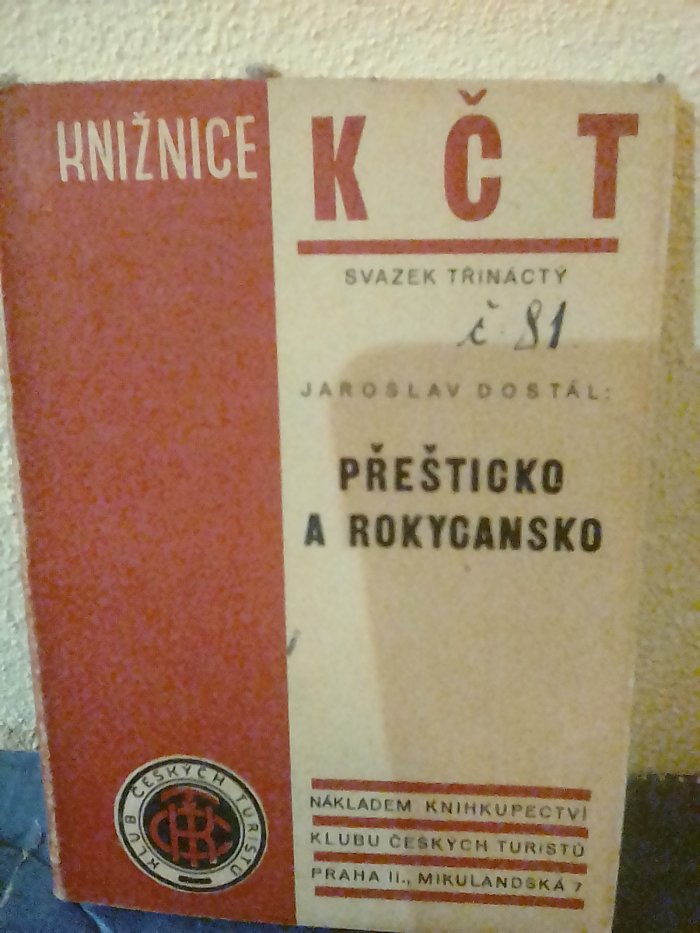 KNIŽNICE
K Č T
SVAZEK TŘINÁCTÝ
č. 81
JAROSLAV DOSTÁL:
PŘEŠTICKO
A ROKYCANSKO
KLUB ČESKÝCH TURISTŮ
KČT
NÁKLADEM KNIHKUPECTVÍ
KLUBU ČESKÝCH TURISTŮ
PRAHA II., MIKULANDSKÁ 7